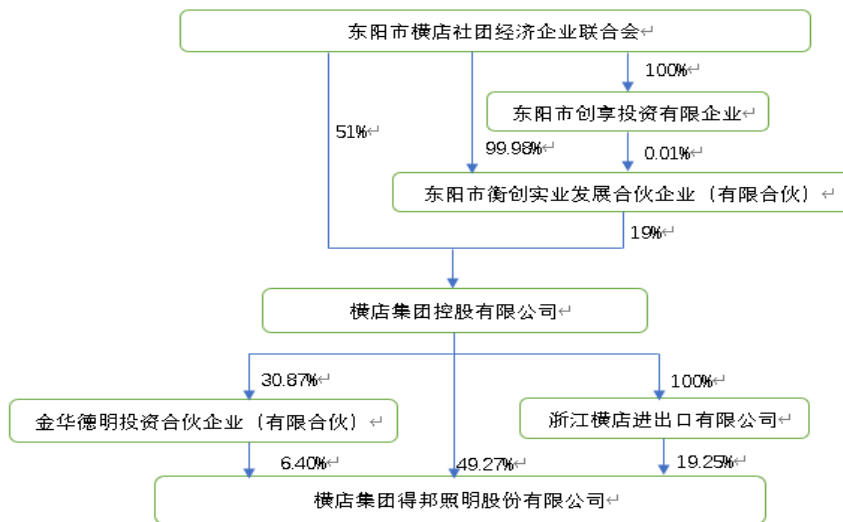 东阳市横店社团经济企业联合会↵
100%↵
东阳市创享投资有限企业↵
51%↵
99.98%↵
0.01%↵
东阳市衡创实业发展合伙企业（有限合伙）↵
19%↵
横店集团控股有限公司↵
30.87%↵
100%↵
金华德明投资合伙企业（有限合伙）↵
浙江横店进出口有限公司↵
6.40%↵
49.27%↵
19.25%↵
横店集团得邦照明股份有限公司↵